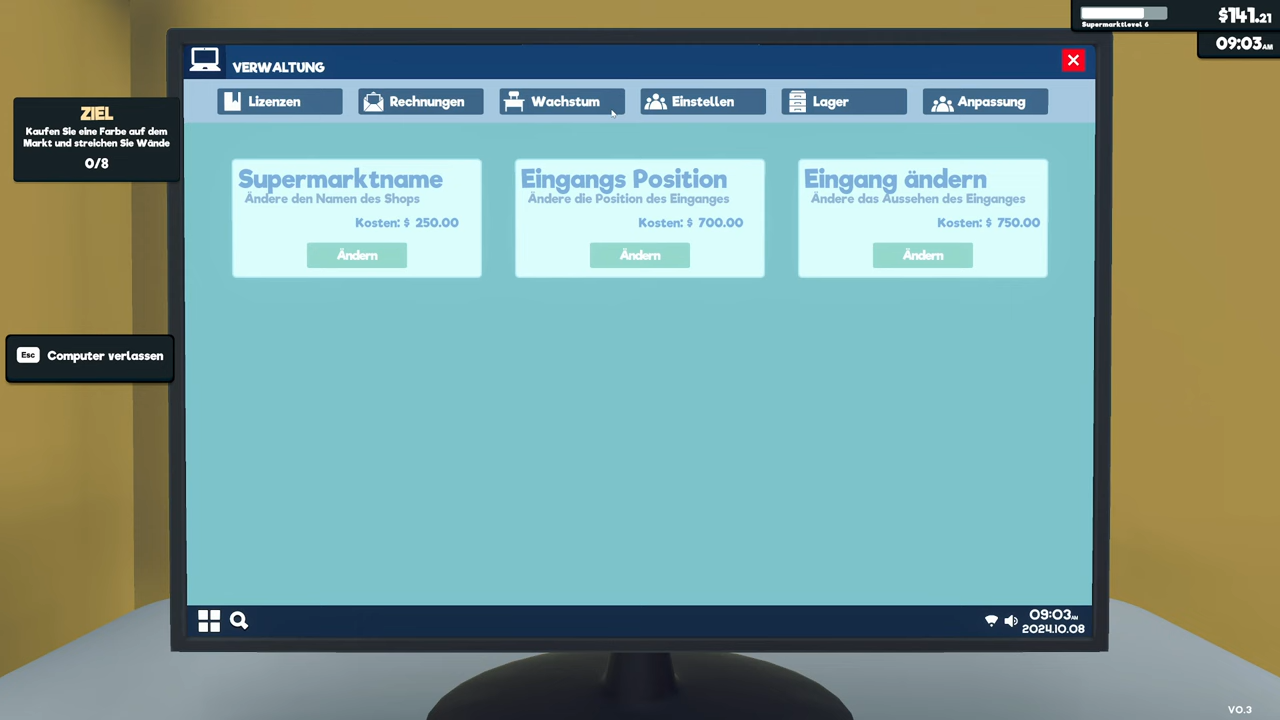 $141.21
Supermarktlevel 6
09:03AM
VERWALTUNG
Lizenzen
Rechnungen
Wachstum
Einstellen
Lager
Anpassung
ZIEL
Kaufen Sie eine Farbe auf dem
Markt und streichen Sie Wände
0/8
Supermarktname
Ändere den Namen des Shops
Kosten: $ 250.00
Ändern
Eingangs Position
Ändere die Position des Einganges
Kosten: $ 700.00
Ändern
Eingang ändern
Ändere das Aussehen des Einganges
Kosten: $ 750.00
Ändern
Esc Computer verlassen
09:03AM
2024.10.08
V0.3